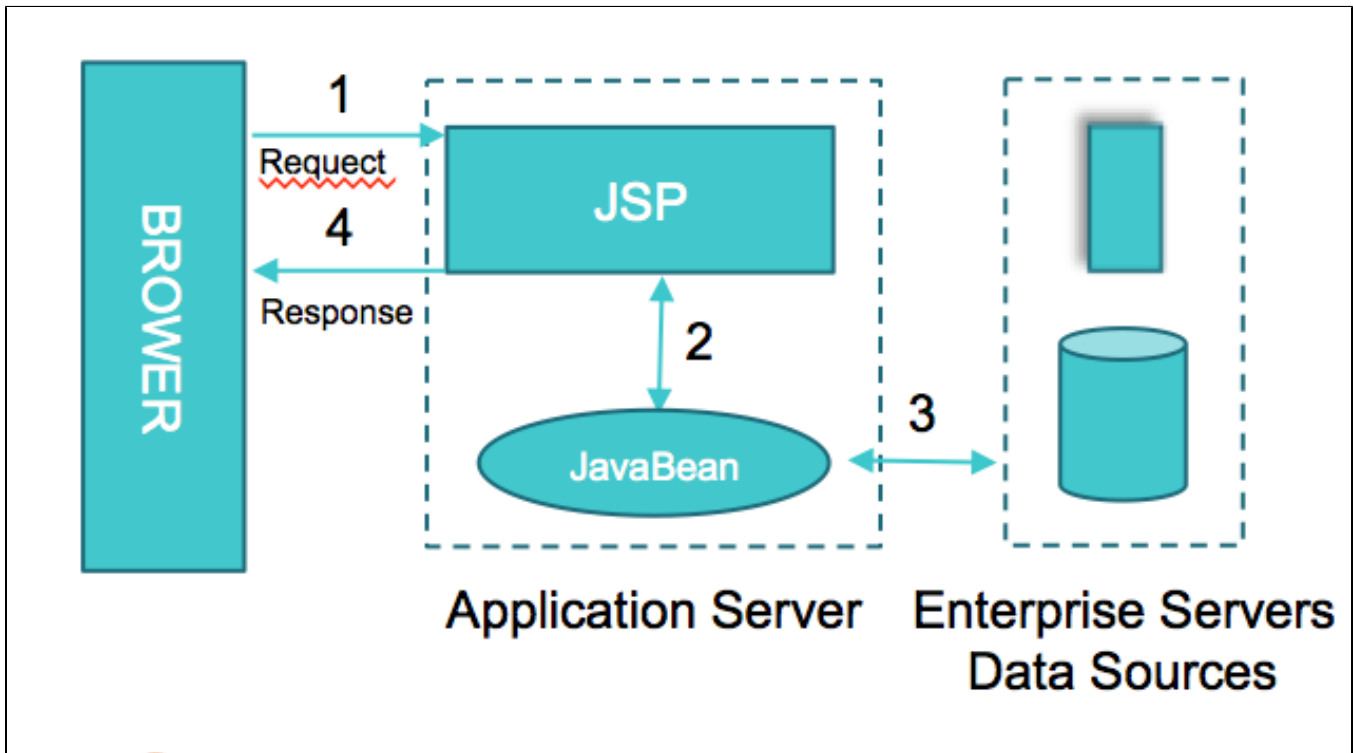 1
Requect
4
Response
BROWER
JSP
2
JavaBean
3
Application Server
Enterprise Servers
Data Sources